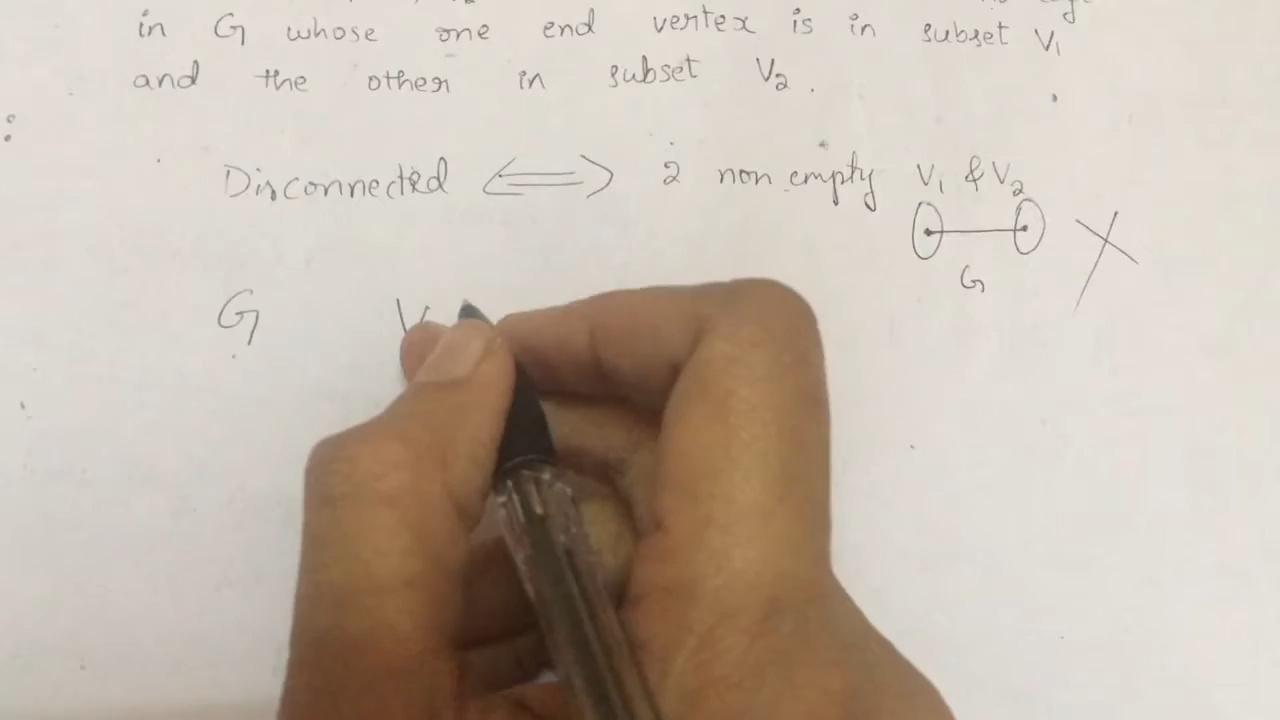 in G whose one end vertex is in subset V₁
and the other in subset V₂.
:
Disconnected ⟺ 2 non empty V₁ & V₂
G
G V